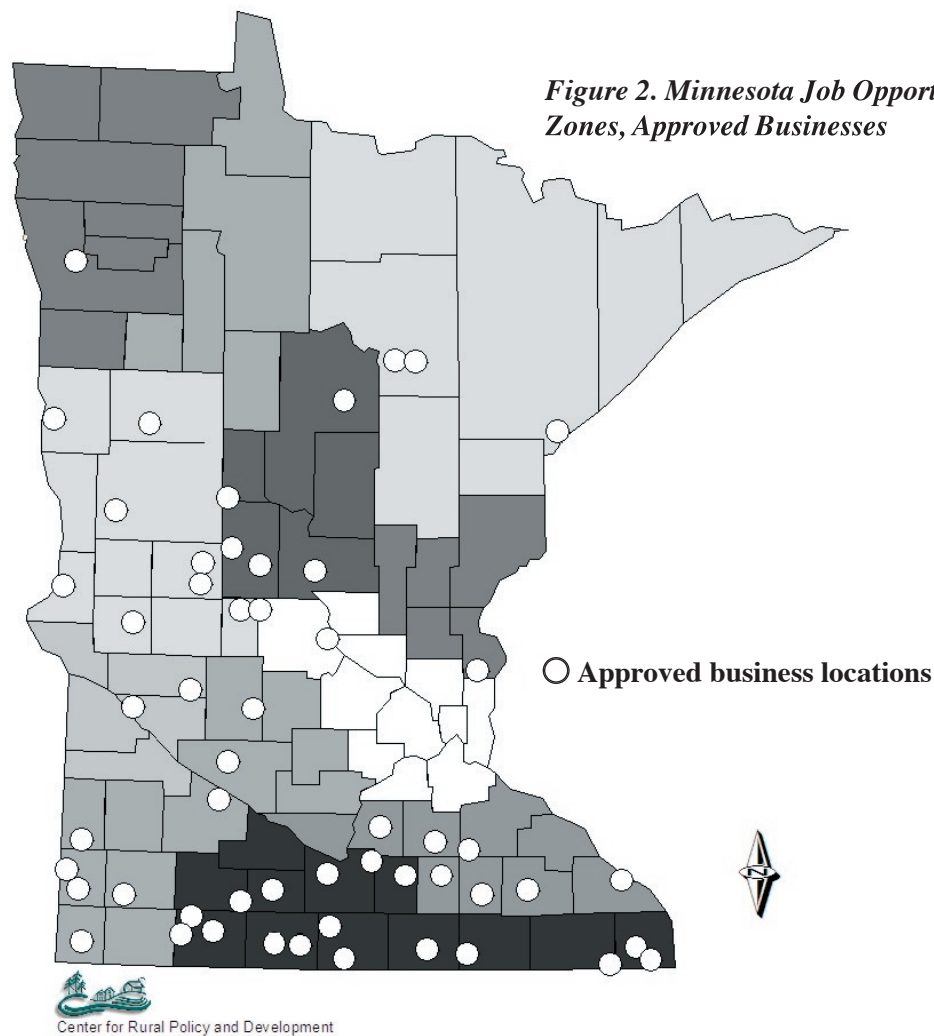 Figure 2. Minnesota Job Opport
Zones, Approved Businesses
Approved business locations
N
Center for Rural Policy and Development